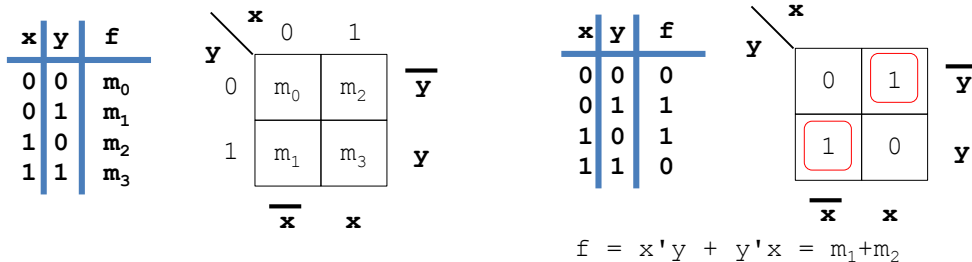 x y f
0 0 m₀
0 1 m₁
1 0 m₂
1 1 m₃
x
y 0 1
0 m₀ m₂ y̅
1 m₁ m₃ y
x̅ x
x y f
0 0 0
0 1 1
1 0 1
1 1 0
x
y
0 1 y̅
1 0 y
x̅ x
f = x'y + y'x = m₁+m₂